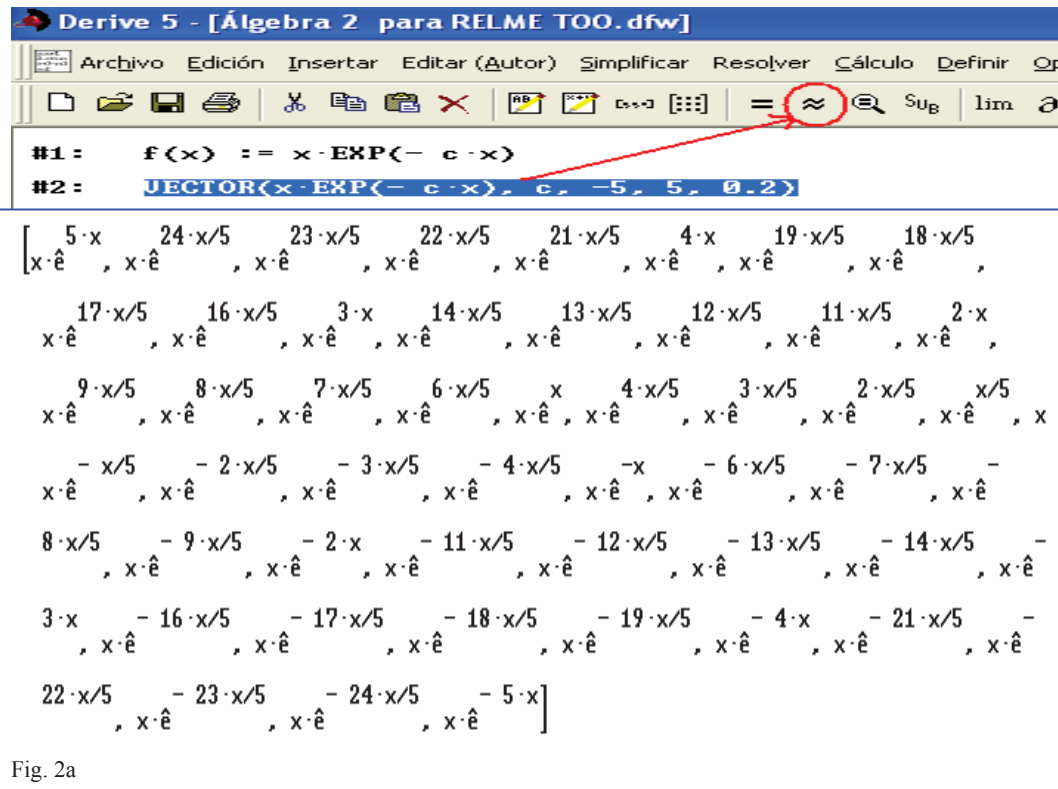 Derive 5 - [Álgebra 2 para RELME TOO.dfw]
Archivo Edición Insertar Editar (Autor) Simplificar Resolver Cálculo Definir Op
= ≈ SUB lim ∂
#1: f(x) := x·EXP(- c·x)
#2: VECTOR(x·EXP(- c·x), c, -5, 5, 0.2)
[x·ê^(5·x), x·ê^(24·x/5), x·ê^(23·x/5), x·ê^(22·x/5), x·ê^(21·x/5), x·ê^(4·x), x·ê^(19·x/5), x·ê^(18·x/5),
x·ê^(17·x/5), x·ê^(16·x/5), x·ê^(3·x), x·ê^(14·x/5), x·ê^(13·x/5), x·ê^(12·x/5), x·ê^(11·x/5), x·ê^(2·x),
x·ê^(9·x/5), x·ê^(8·x/5), x·ê^(7·x/5), x·ê^(6·x/5), x·ê^x, x·ê^(4·x/5), x·ê^(3·x/5), x·ê^(2·x/5), x·ê^(x/5), x
x·ê^(- x/5), x·ê^(- 2·x/5), x·ê^(- 3·x/5), x·ê^(- 4·x/5), x·ê^(-x), x·ê^(- 6·x/5), x·ê^(- 7·x/5), x·ê^(-
8·x/5), x·ê^(- 9·x/5), x·ê^(- 2·x), x·ê^(- 11·x/5), x·ê^(- 12·x/5), x·ê^(- 13·x/5), x·ê^(- 14·x/5), x·ê^(-
3·x), x·ê^(- 16·x/5), x·ê^(- 17·x/5), x·ê^(- 18·x/5), x·ê^(- 19·x/5), x·ê^(- 4·x), x·ê^(- 21·x/5), x·ê^(-
22·x/5), x·ê^(- 23·x/5), x·ê^(- 24·x/5), x·ê^(- 5·x)]
Fig. 2a